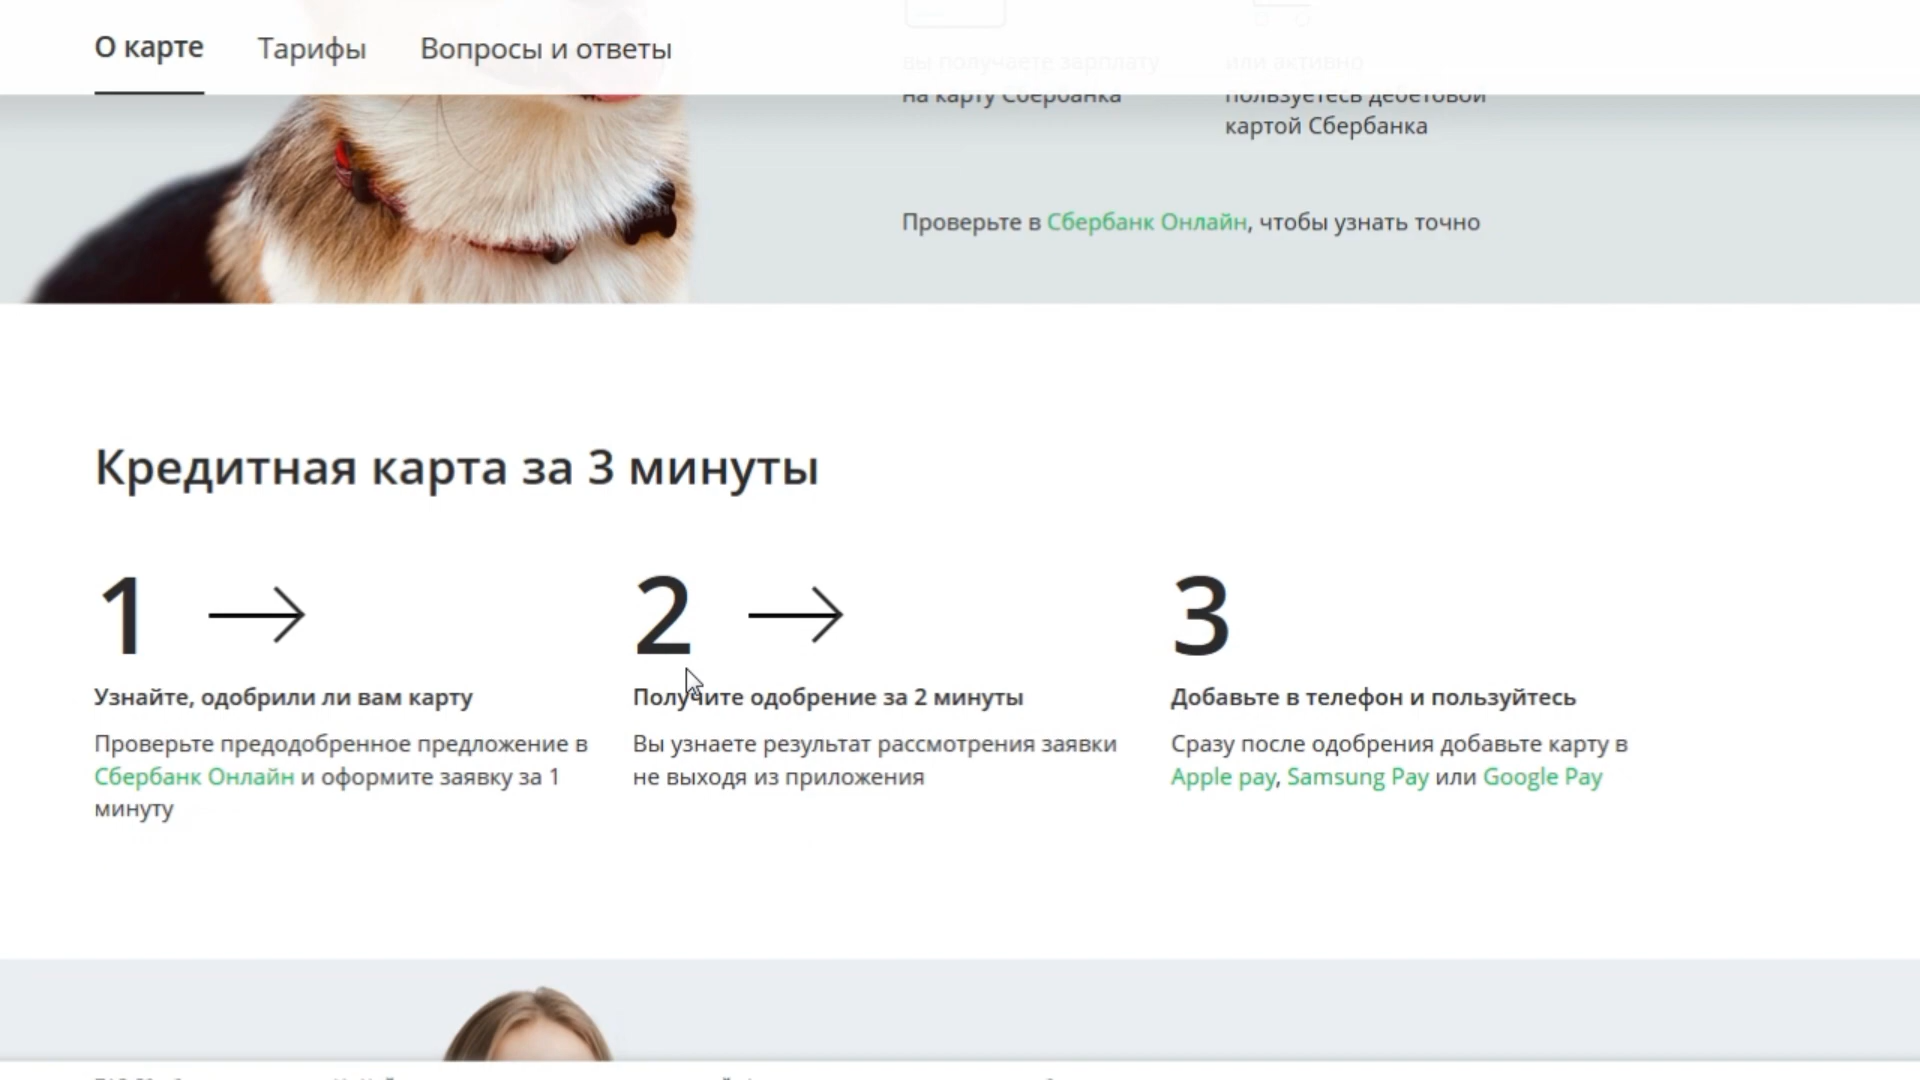 О карте Тарифы Вопросы и ответы
вы получаете зарплату
на карту Сбербанка
или активно
пользуетесь дебетовой
картой Сбербанка
Проверьте в Сбербанк Онлайн, чтобы узнать точно
Кредитная карта за 3 минуты
1
Узнайте, одобрили ли вам карту
Проверьте предодобренное предложение в
Сбербанк Онлайн и оформите заявку за 1
минуту
2
Получите одобрение за 2 минуты
Вы узнаете результат рассмотрения заявки
не выходя из приложения
3
Добавьте в телефон и пользуйтесь
Сразу после одобрения добавьте карту в
Apple pay, Samsung Pay или Google Pay